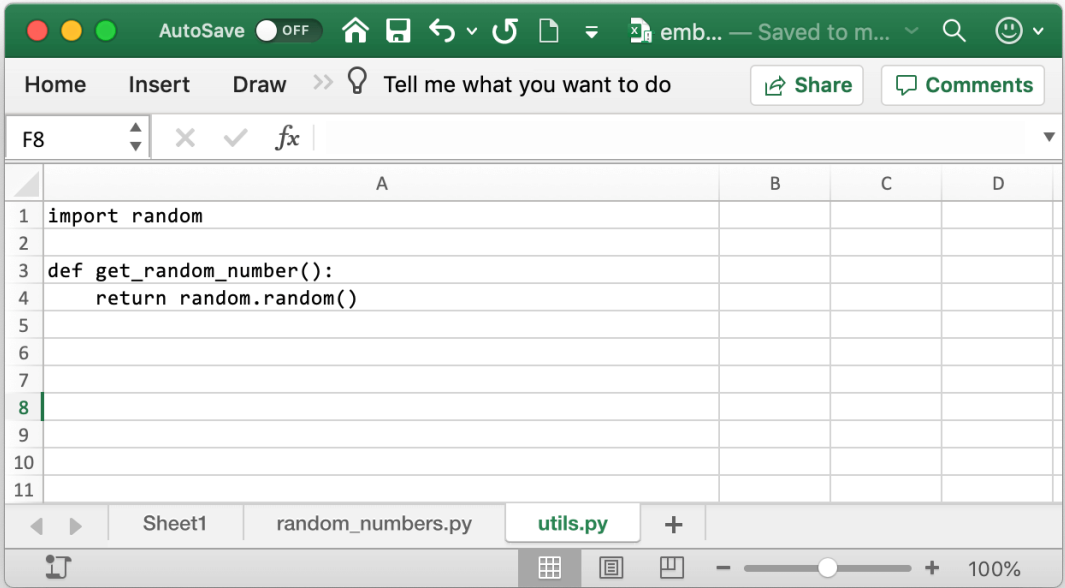 AutoSave OFF emb... — Saved to m...
Home Insert Draw >> Tell me what you want to do Share Comments
F8 fx
A B C D
1 import random
2
3 def get_random_number():
4     return random.random()
5
6
7
8
9
10
11
Sheet1 random_numbers.py utils.py +
− + 100%